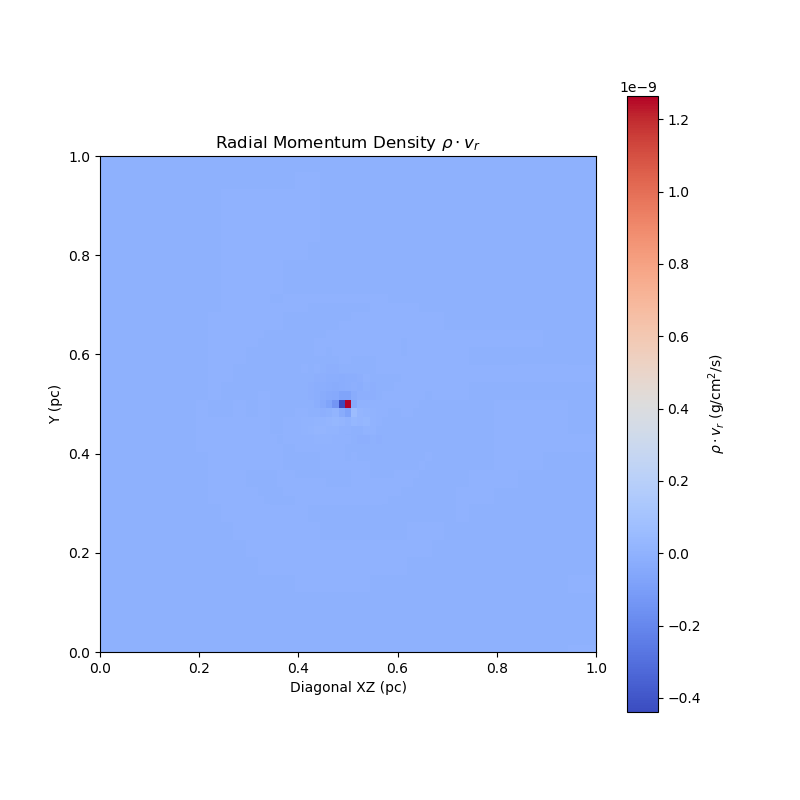 1e−9
Radial Momentum Density ρ · v_r
1.0
0.8
0.6
0.4
0.2
0.0
Y (pc)
0.0 0.2 0.4 0.6 0.8 1.0
Diagonal XZ (pc)
1.2
1.0
0.8
0.6
0.4
0.2
0.0
−0.2
−0.4
ρ · v_r (g/cm²/s)